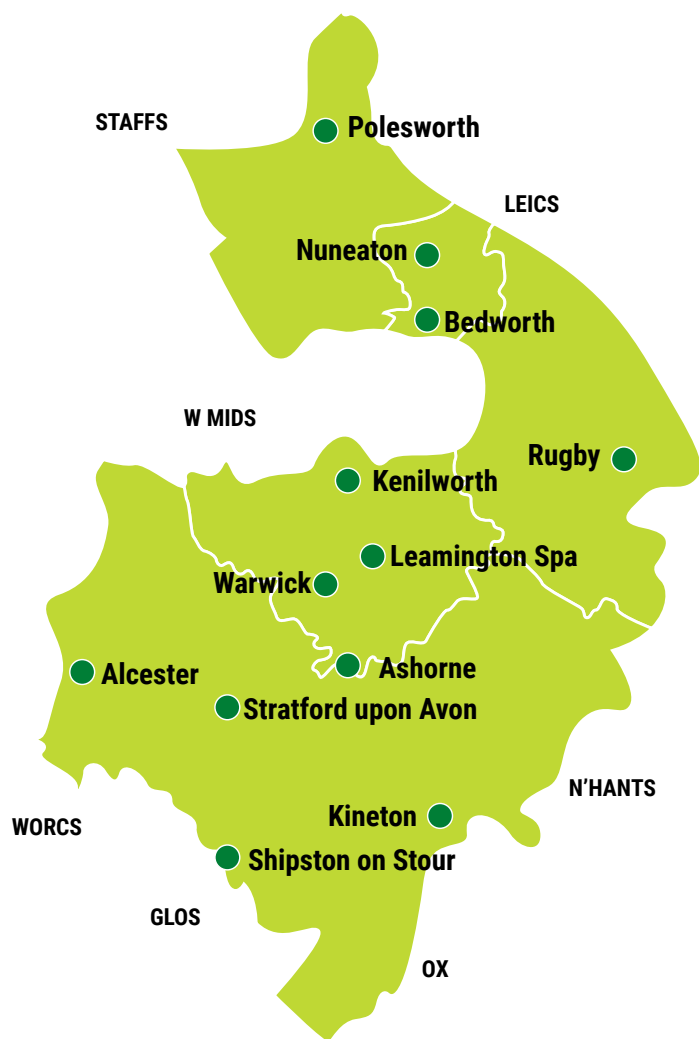 STAFFS
Polesworth
LEICS
Nuneaton
Bedworth
W MIDS
Rugby
Kenilworth
Leamington Spa
Warwick
Ashorne
Alcester
Stratford upon Avon
N'HANTS
Kineton
WORCS
Shipston on Stour
GLOS
OX